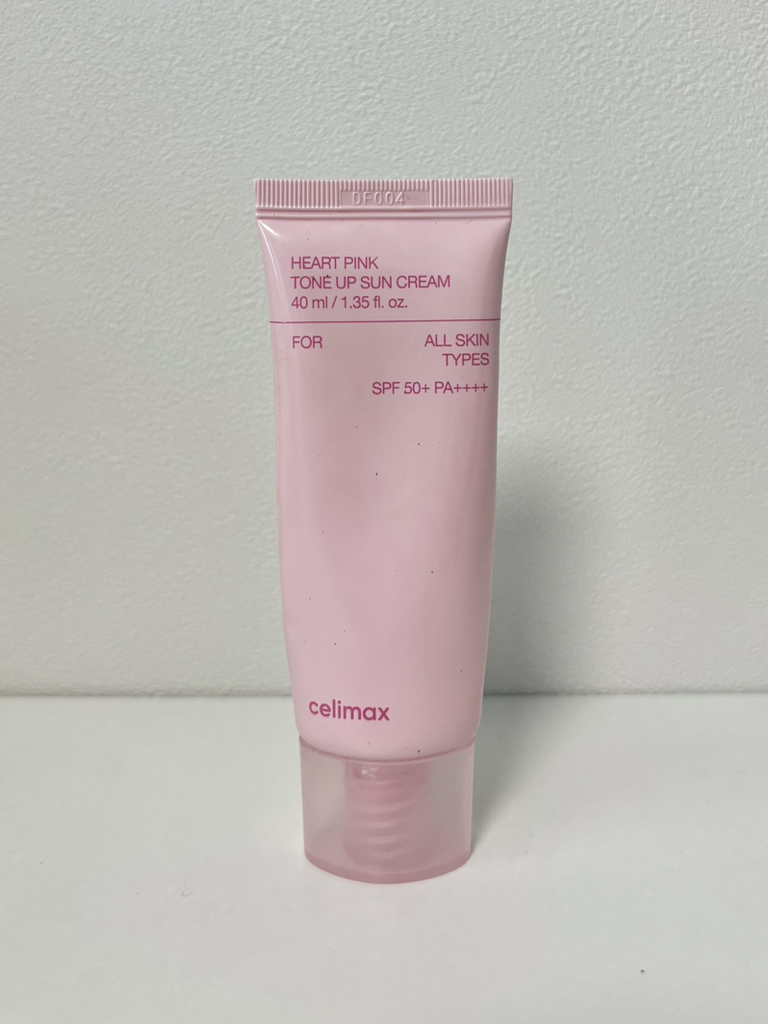 DF004
HEART PINK
TONE UP SUN CREAM
40 ml / 1.35 fl. oz.
FOR ALL SKIN
TYPES
SPF 50+ PA++++
celimax